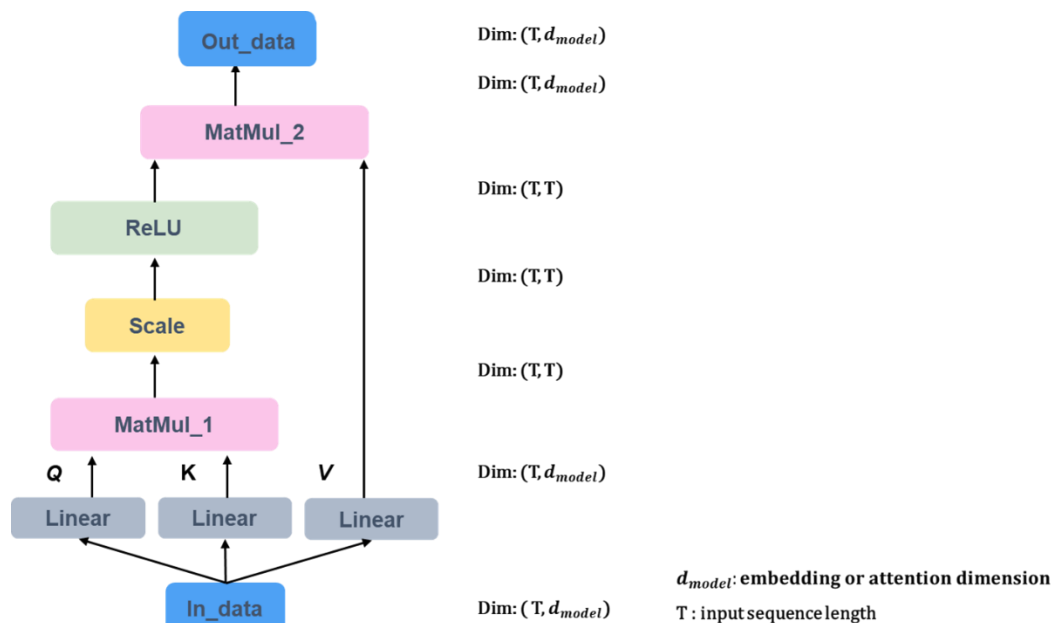 Out_data
Dim: (T, d_model)
Dim: (T, d_model)
MatMul_2
Dim: (T, T)
ReLU
Dim: (T, T)
Scale
Dim: (T, T)
MatMul_1
Q K V
Dim: (T, d_model)
Linear Linear Linear
d_model: embedding or attention dimension
In_data
Dim: ( T, d_model)
T : input sequence length